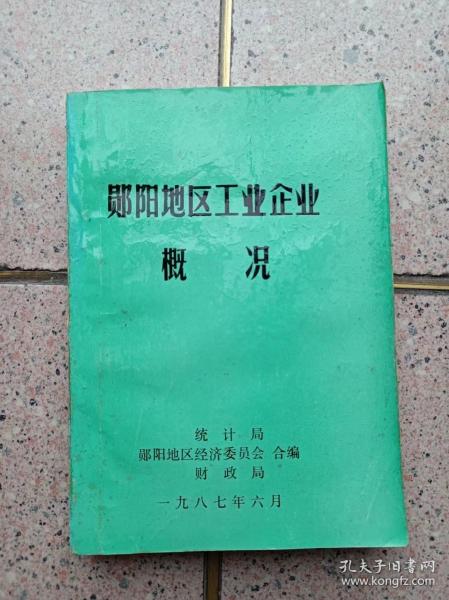 郧阳地区工业企业
概况
统计局
郧阳地区经济委员会 合编
财政局
一九八七年六月
孔夫子旧书网
www.kongfz.com